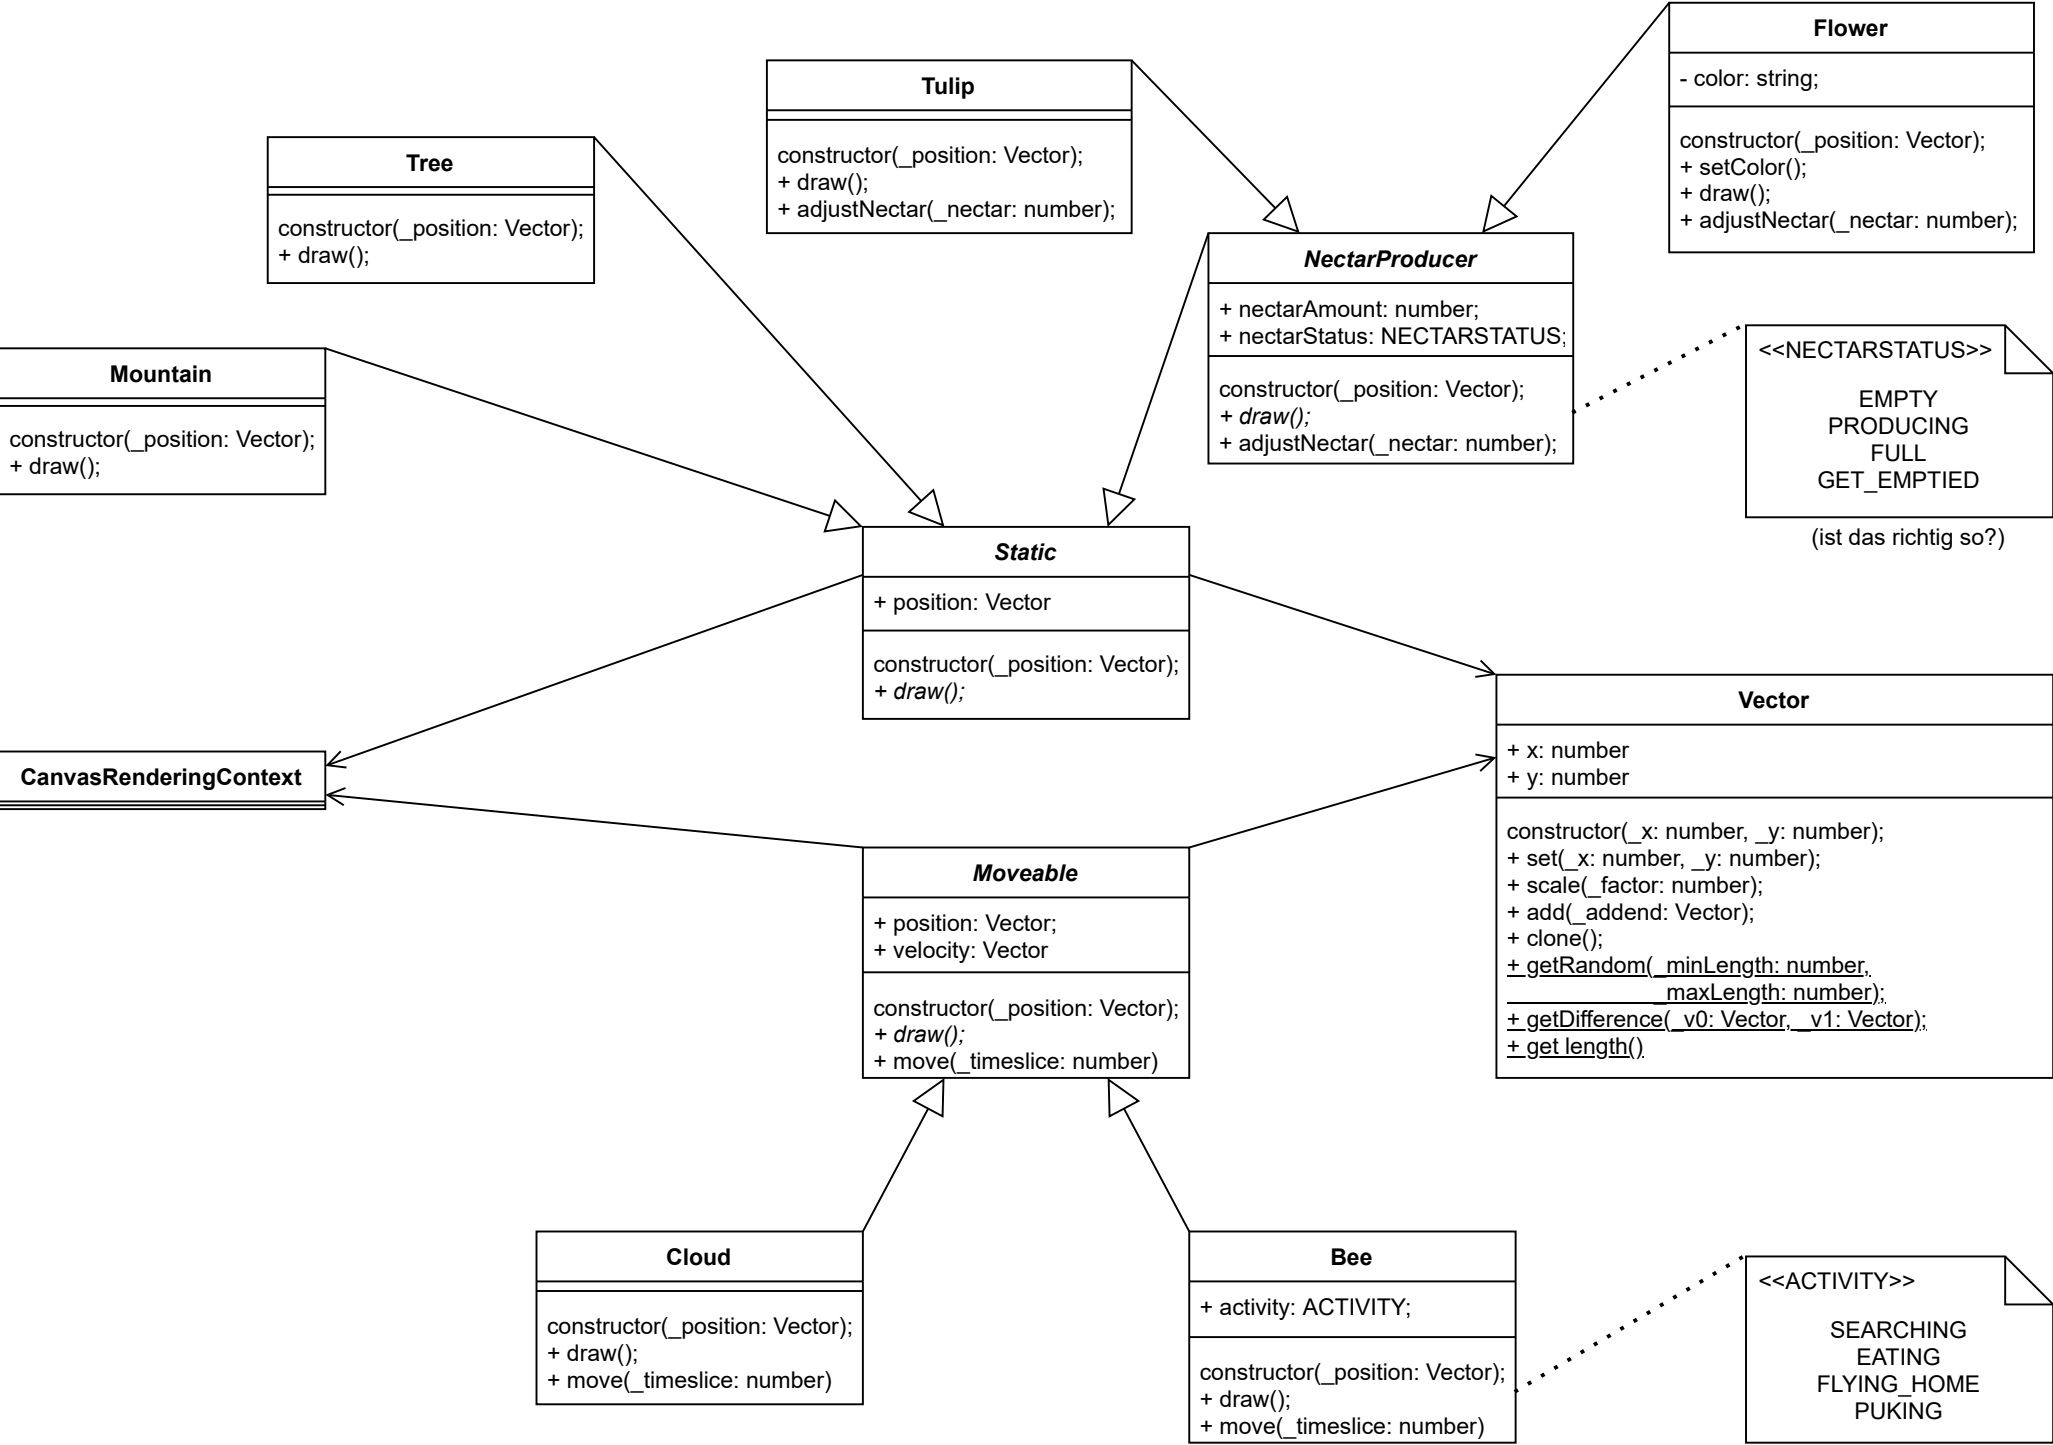 Flower
- color: string;
constructor(_position: Vector);
+ setColor();
+ draw();
+ adjustNectar(_nectar: number);
Tulip
constructor(_position: Vector);
+ draw();
+ adjustNectar(_nectar: number);
Tree
constructor(_position: Vector);
+ draw();
NectarProducer
+ nectarAmount: number;
+ nectarStatus: NECTARSTATUS;
constructor(_position: Vector);
+ draw();
+ adjustNectar(_nectar: number);
<<NECTARSTATUS>>
EMPTY
PRODUCING
FULL
GET_EMPTIED
(ist das richtig so?)
Mountain
constructor(_position: Vector);
+ draw();
Static
+ position: Vector
constructor(_position: Vector);
+ draw();
Vector
+ x: number
+ y: number
constructor(_x: number, _y: number);
+ set(_x: number, _y: number);
+ scale(_factor: number);
+ add(_addend: Vector);
+ clone();
+ getRandom(_minLength: number,
_maxLength: number);
+ getDifference(_v0: Vector, _v1: Vector);
+ get length()
CanvasRenderingContext
Moveable
+ position: Vector;
+ velocity: Vector
constructor(_position: Vector);
+ draw();
+ move(_timeslice: number)
Cloud
constructor(_position: Vector);
+ draw();
+ move(_timeslice: number)
Bee
+ activity: ACTIVITY;
constructor(_position: Vector);
+ draw();
+ move(_timeslice: number)
<<ACTIVITY>>
SEARCHING
EATING
FLYING_HOME
PUKING